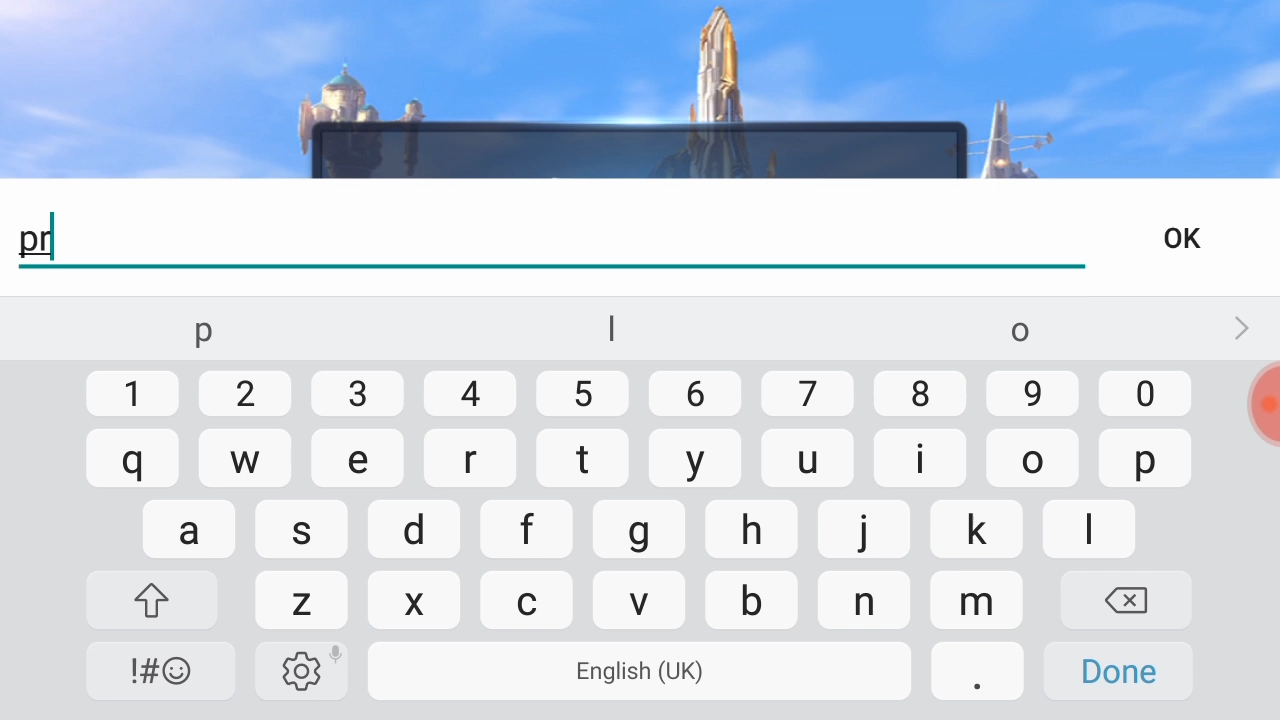 pr
OK
p l o
1 2 3 4 5 6 7 8 9 0
q w e r t y u i o p
a s d f g h j k l
z x c v b n m
!#☺ English (UK) . Done